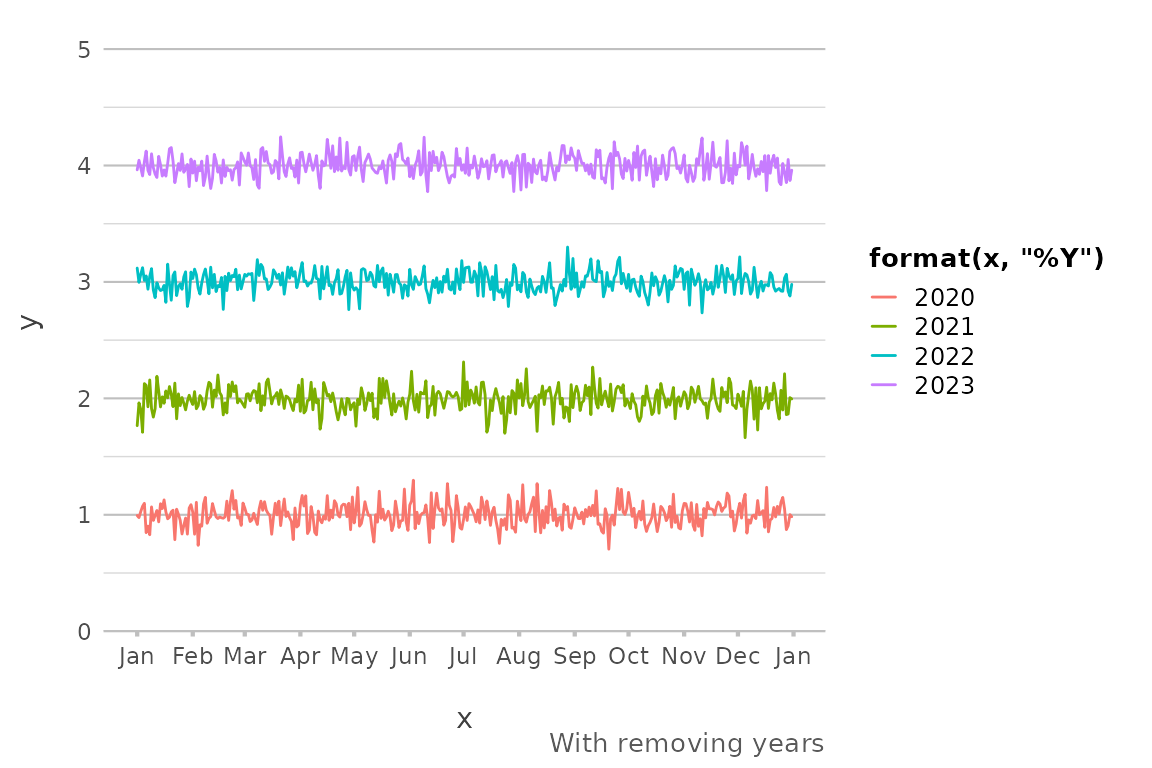 5
4
3
2
1
0
y
Jan Feb Mar Apr May Jun Jul Aug Sep Oct Nov Dec Jan
x
With removing years
format(x, "%Y")
2020
2021
2022
2023